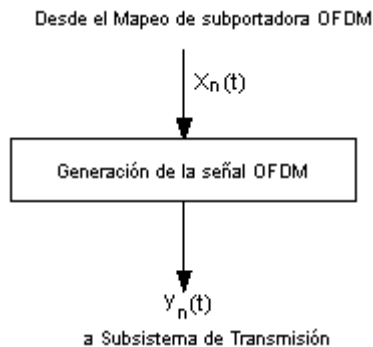 Desde el Mapeo de subportadora OFDM
Xn(t)
Generación de la señal OFDM
yn(t)
a Subsistema de Transmisión